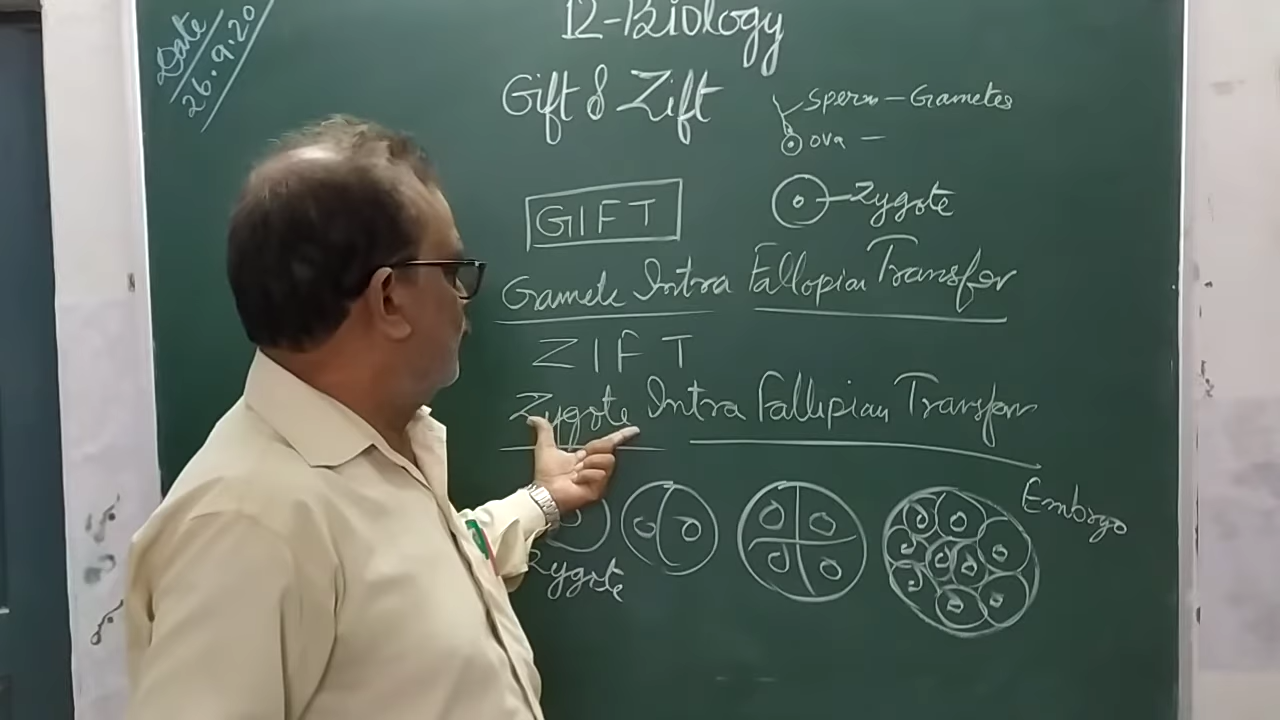 Date
26.9.20
12-Biology
Gift & Zift
Sperm - Gametes
ova -
Zygote
GIFT
Gamete Intra Fallopian Transfer
ZIFT
Zygote Intra Fallipian Transfer
Embryo
Zygote